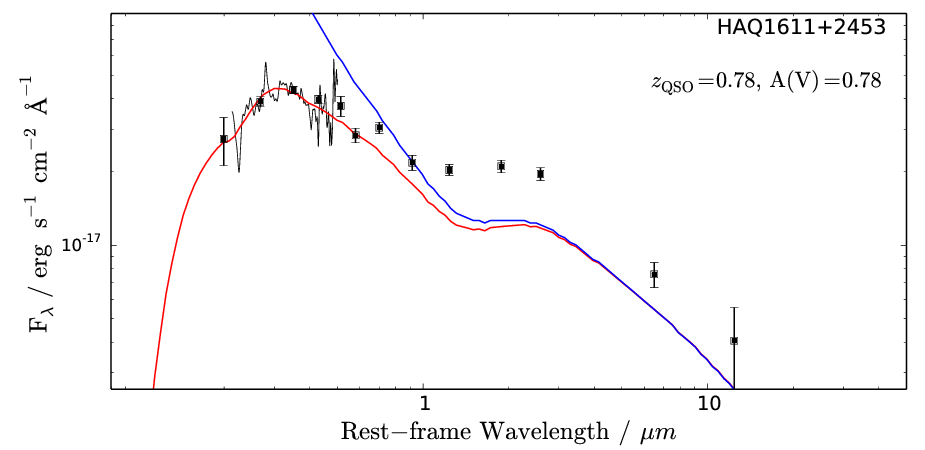 HAQ1611+2453
z_QSO=0.78, A(V)=0.78
F_λ / erg s⁻¹ cm⁻² Å⁻¹
10⁻¹⁷
1 10
Rest−frame Wavelength / μm